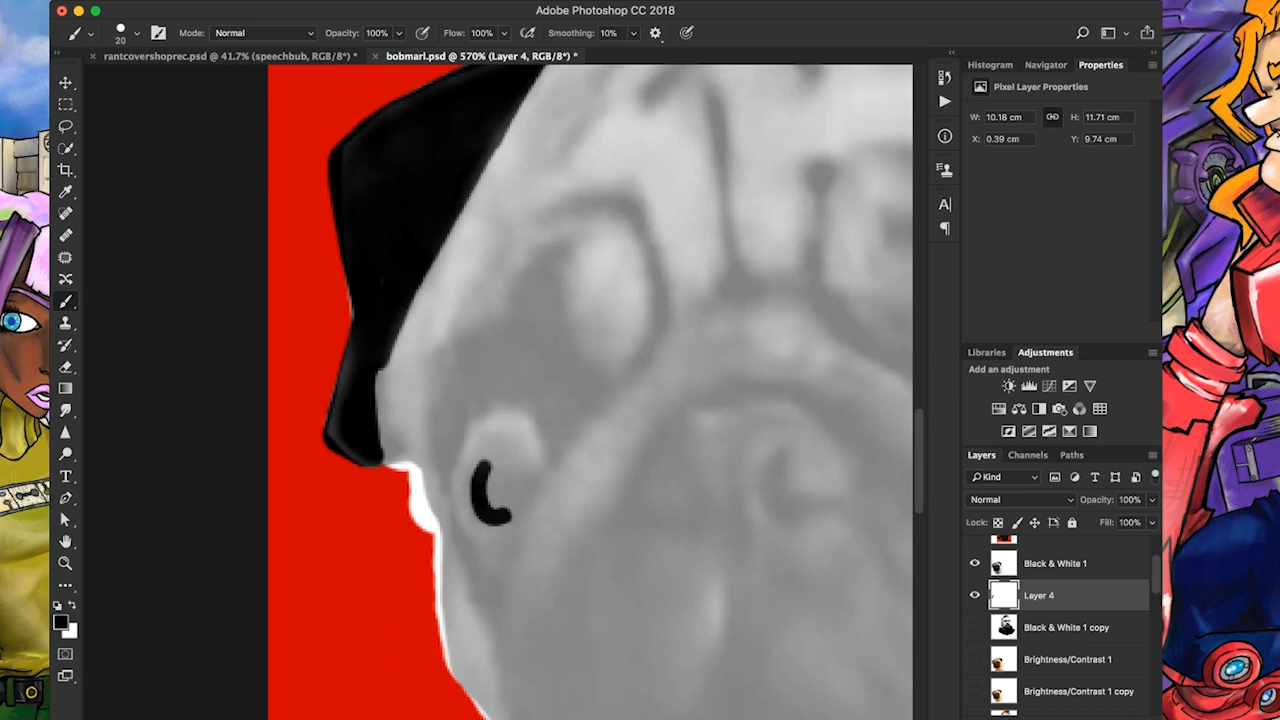 Adobe Photoshop CC 2018
20 Mode: Normal Opacity: 100% Flow: 100% Smoothing: 10%
× rantcovershoprec.psd @ 41.7% (speechbub, RGB/8*) * × bobmarl.psd @ 570% (Layer 4, RGB/8*) *
Histogram Navigator Properties
Pixel Layer Properties
W: 10.18 cm H: 11.71 cm
X: 0.39 cm Y: 9.74 cm
Libraries Adjustments
Add an adjustment
Layers Channels Paths
Kind
Normal Opacity: 100%
Lock: Fill: 100%
Black & White 1
Layer 4
Black & White 1 copy
Brightness/Contrast 1
Brightness/Contrast 1 copy